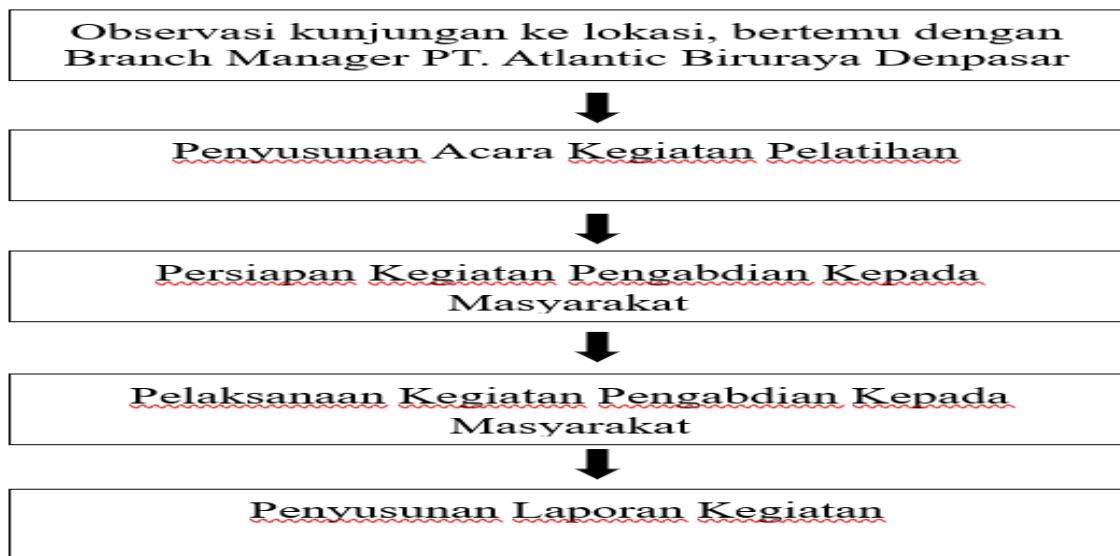 Observasi kunjungan ke lokasi, bertemu dengan
Branch Manager PT. Atlantic Biruraya Denpasar
Penyusunan Acara Kegiatan Pelatihan
Persiapan Kegiatan Pengabdian Kepada
Masyarakat
Pelaksanaan Kegiatan Pengabdian Kepada
Masyarakat
Penyusunan Laporan Kegiatan